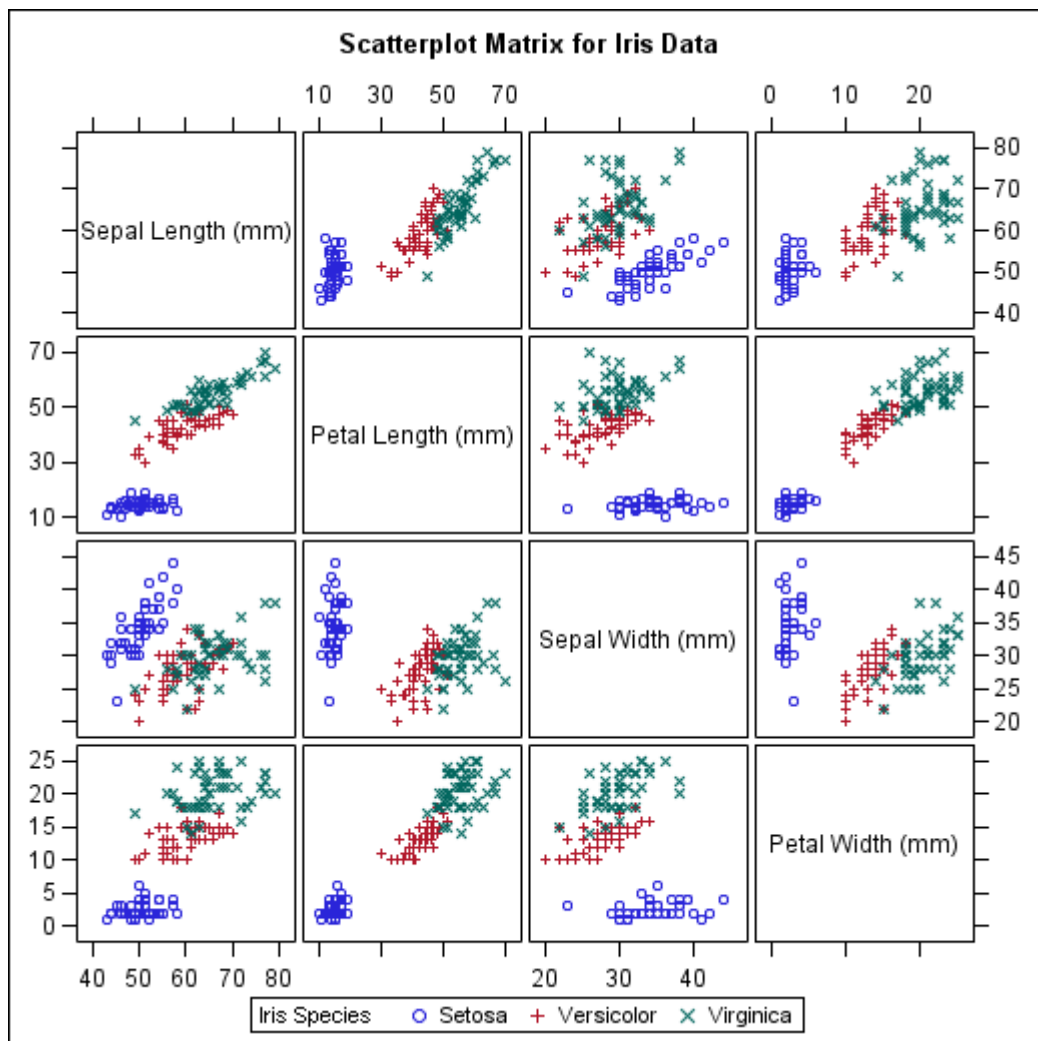 Scatterplot Matrix for Iris Data
10 30 50 70 0 10 20
Sepal Length (mm)
80
70
60
50
40
70
50
30
10
Petal Length (mm)
Sepal Width (mm)
45
40
35
30
25
20
25
20
15
10
5
0
Petal Width (mm)
40 50 60 70 80 20 30 40
Iris Species Setosa Versicolor Virginica